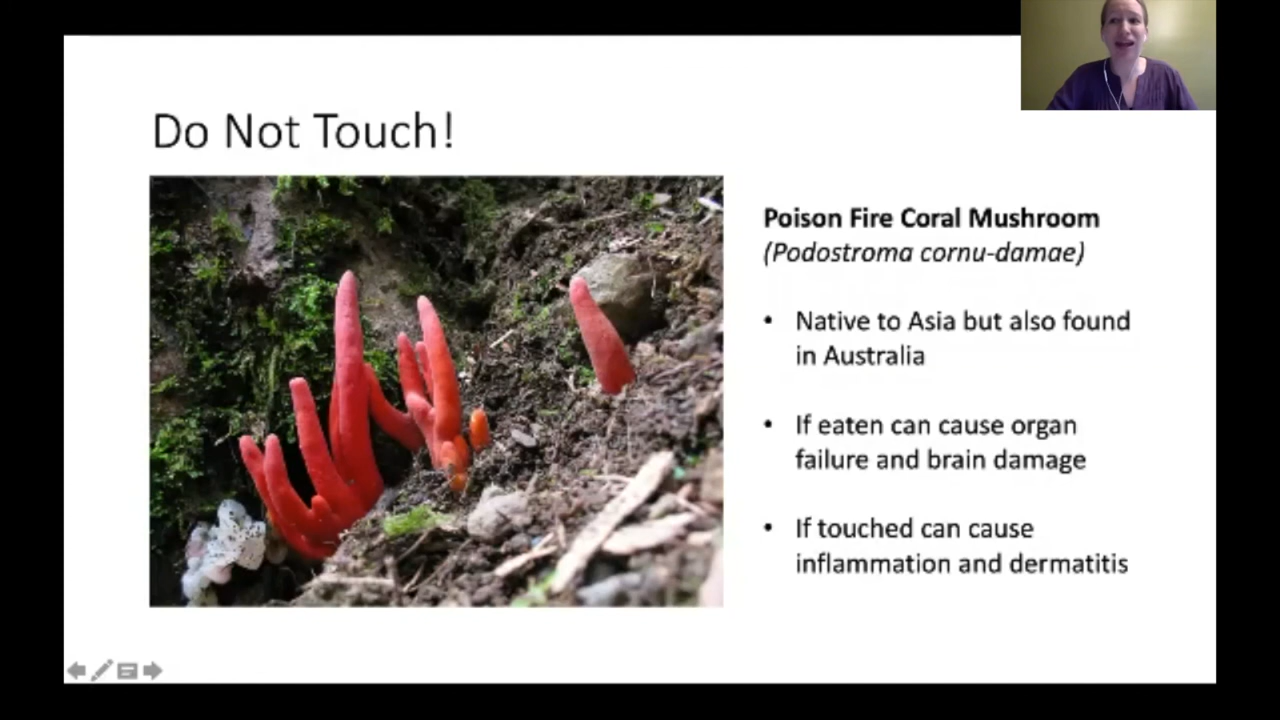 Do Not Touch!
Poison Fire Coral Mushroom
(Podostroma cornu-damae)
• Native to Asia but also found
in Australia
• If eaten can cause organ
failure and brain damage
• If touched can cause
inflammation and dermatitis